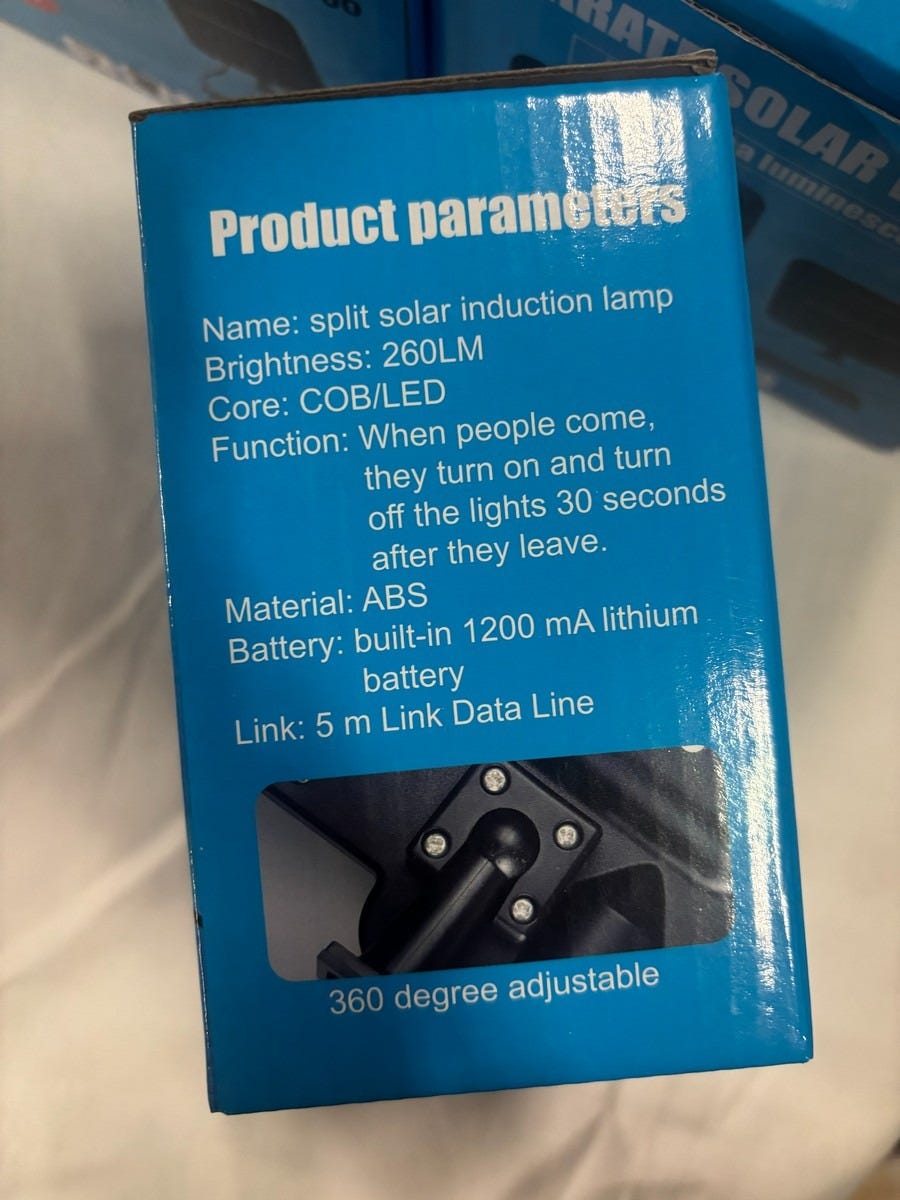 Product parameters
Name: split solar induction lamp
Brightness: 260LM
Core: COB/LED
Function: When people come,
they turn on and turn
off the lights 30 seconds
after they leave.
Material: ABS
Battery: built-in 1200 mA lithium
battery
Link: 5 m Link Data Line
360 degree adjustable
SOLAR